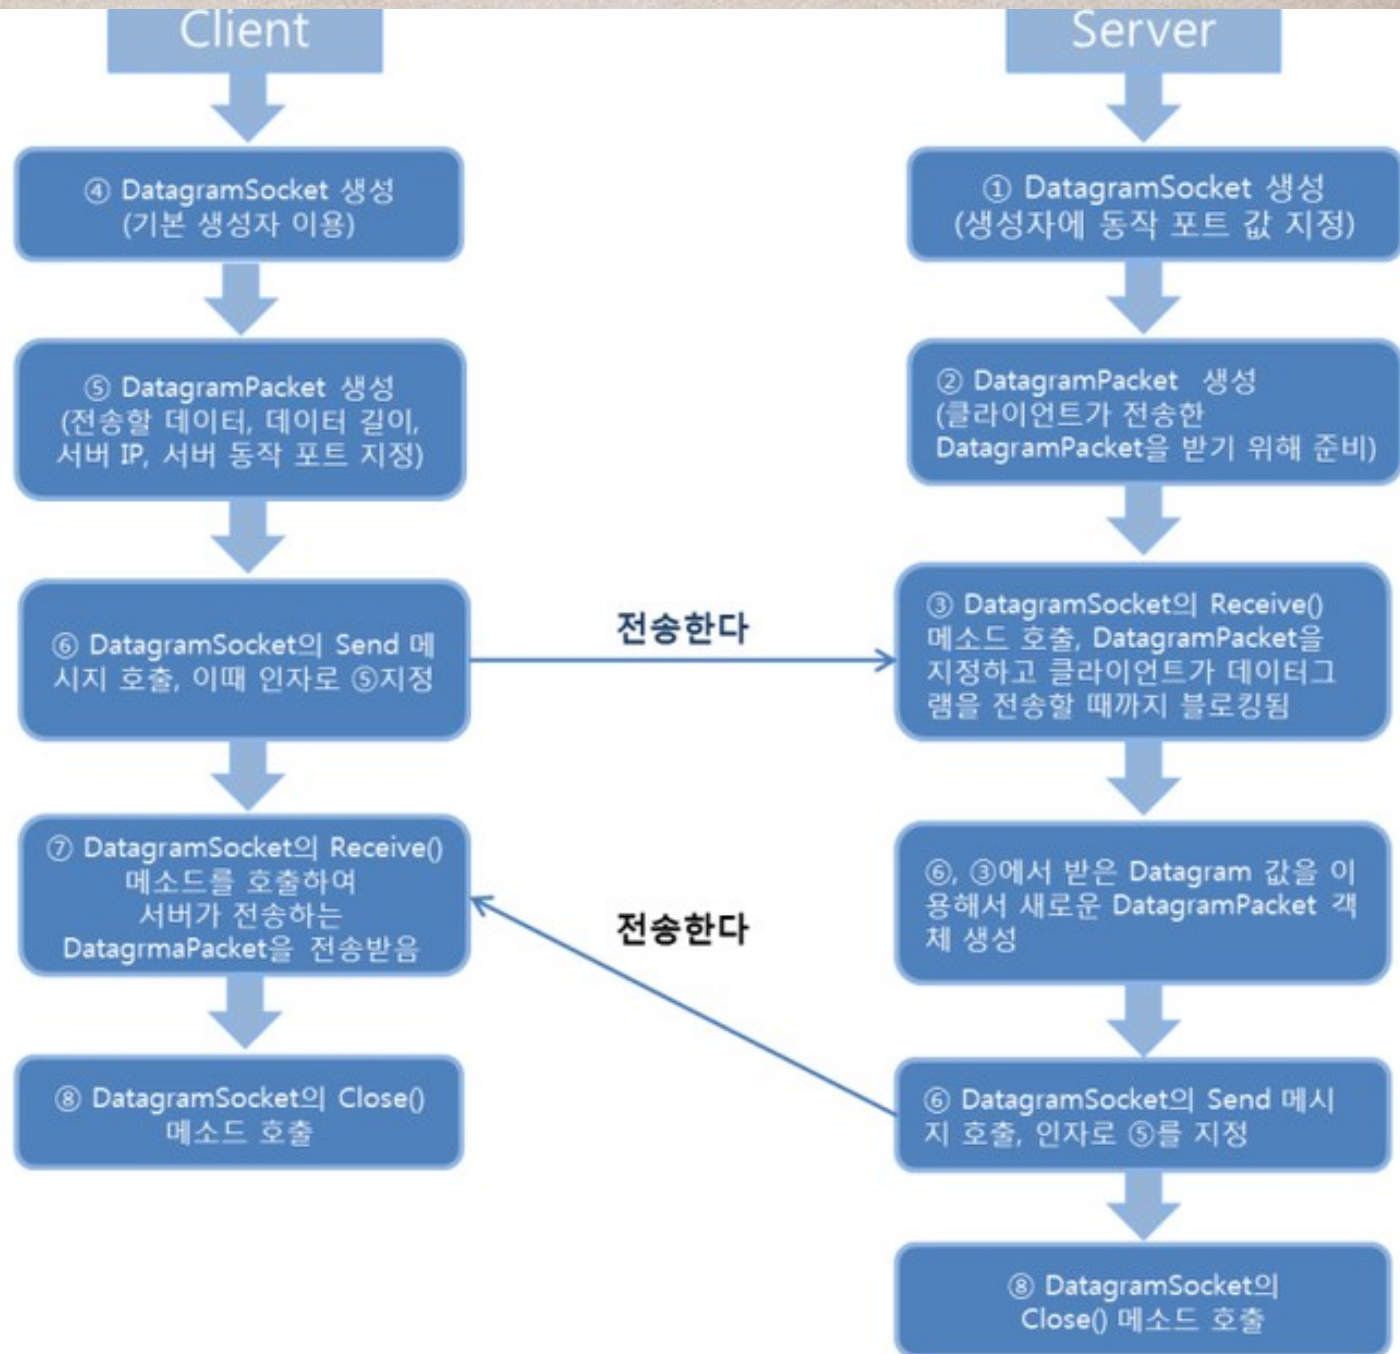 Client
④ DatagramSocket 생성
(기본 생성자 이용)
⑤ DatagramPacket 생성
(전송할 데이터, 데이터 길이,
서버 IP, 서버 동작 포트 지정)
⑥ DatagramSocket의 Send 메
시지 호출, 이때 인자로 ⑤지정
⑦ DatagramSocket의 Receive()
메소드를 호출하여
서버가 전송하는
DatagrmaPacket을 전송받음
⑧ DatagramSocket의 Close()
메소드 호출
전송한다
전송한다
Server
① DatagramSocket 생성
(생성자에 동작 포트 값 지정)
② DatagramPacket 생성
(클라이언트가 전송한
DatagramPacket을 받기 위해 준비)
③ DatagramSocket의 Receive()
메소드 호출, DatagramPacket을
지정하고 클라이언트가 데이터그
램을 전송할 때까지 블로킹됨
⑥, ③에서 받은 Datagram 값을 이
용해서 새로운 DatagramPacket 객
체 생성
⑥ DatagramSocket의 Send 메시
지 호출, 인자로 ⑤를 지정
⑧ DatagramSocket의
Close() 메소드 호출